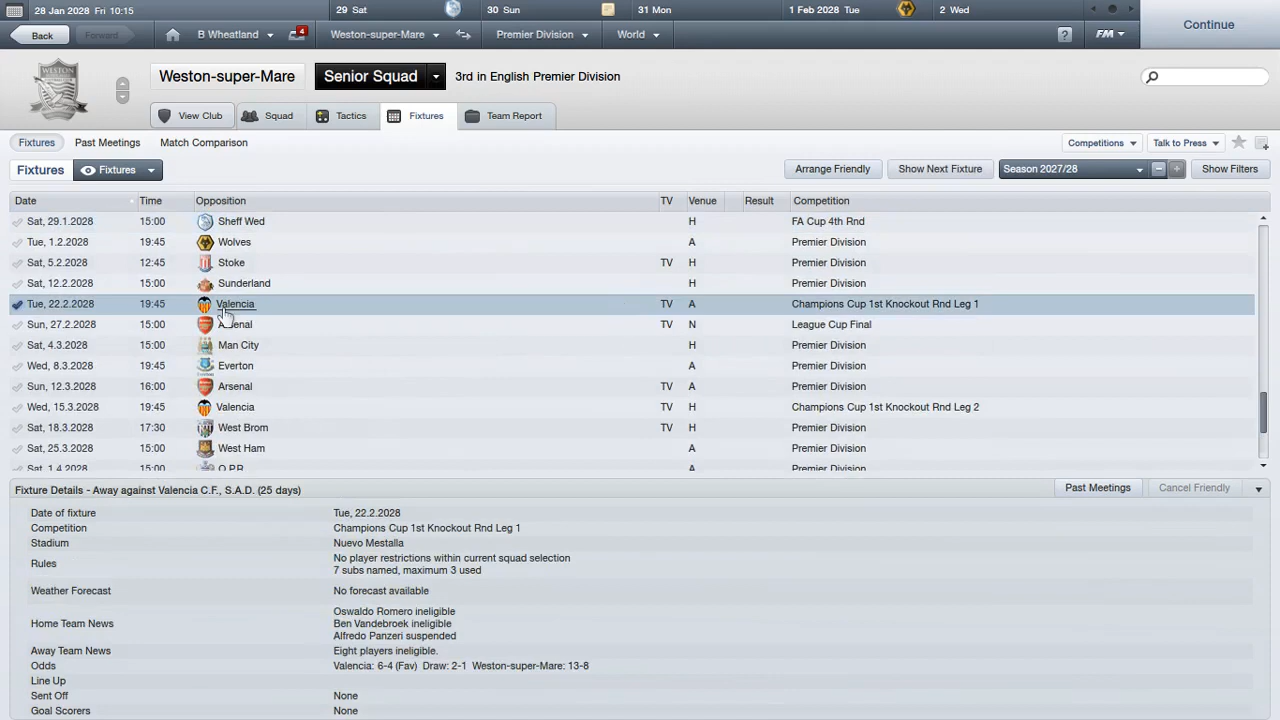 28 Jan 2028 Fri 10:15 29 Sat 30 Sun 31 Mon 1 Feb 2028 Tue 2 Wed
Continue
Back Forward B Wheatland 4 Weston-super-Mare Premier Division World ? FM
WESTON
Weston-super-Mare Senior Squad 3rd in English Premier Division
View Club Squad Tactics Fixtures Team Report
Fixtures Past Meetings Match Comparison Competitions Talk to Press
Fixtures Fixtures Arrange Friendly Show Next Fixture Season 2027/28 Show Filters
Date Time Opposition TV Venue Result Competition
Sat, 29.1.2028 15:00 Sheff Wed H FA Cup 4th Rnd
Tue, 1.2.2028 19:45 Wolves A Premier Division
Sat, 5.2.2028 12:45 Stoke TV H Premier Division
Sat, 12.2.2028 15:00 Sunderland H Premier Division
Tue, 22.2.2028 19:45 Valencia TV A Champions Cup 1st Knockout Rnd Leg 1
Sun, 27.2.2028 15:00 Arsenal TV N League Cup Final
Sat, 4.3.2028 15:00 Man City H Premier Division
Wed, 8.3.2028 19:45 Everton A Premier Division
Sun, 12.3.2028 16:00 Arsenal TV A Premier Division
Wed, 15.3.2028 19:45 Valencia TV H Champions Cup 1st Knockout Rnd Leg 2
Sat, 18.3.2028 17:30 West Brom TV H Premier Division
Sat, 25.3.2028 15:00 West Ham A Premier Division
Sat, 1.4.2028 15:00 Q.P.R. A Premier Division
Fixture Details - Away against Valencia C.F., S.A.D. (25 days) Past Meetings Cancel Friendly
Date of fixture Tue, 22.2.2028
Competition Champions Cup 1st Knockout Rnd Leg 1
Stadium Nuevo Mestalla
Rules No player restrictions within current squad selection
7 subs named, maximum 3 used
Weather Forecast No forecast available
Home Team News Oswaldo Romero ineligible
Ben Vandebroek ineligible
Alfredo Panzeri suspended
Away Team News Eight players ineligible.
Odds Valencia: 6-4 (Fav) Draw: 2-1 Weston-super-Mare: 13-8
Line Up
Sent Off None
Goal Scorers None